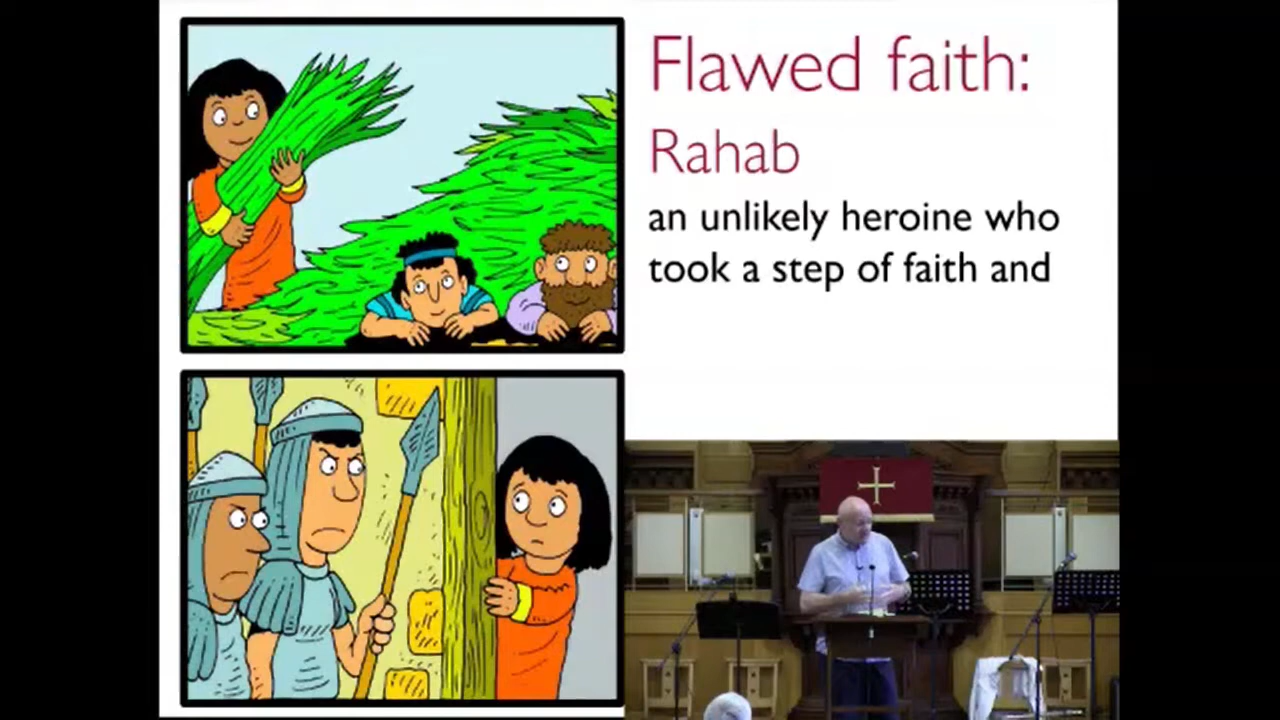 Flawed faith:
Rahab
an unlikely heroine who
took a step of faith and